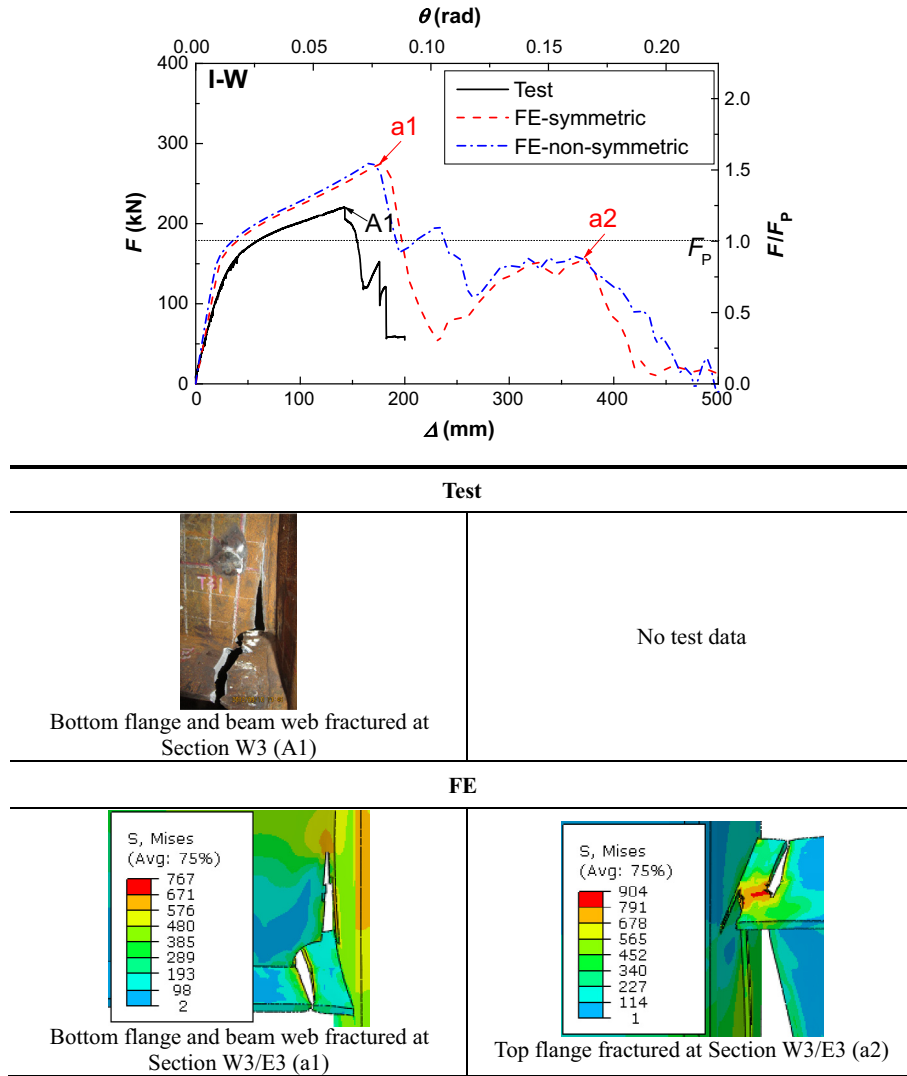 θ (rad)
0.00 0.05 0.10 0.15 0.20
I-W
Test
FE-symmetric
FE-non-symmetric
a1
A1
a2
F_P
400
300
200
100
0
F (kN)
2.0
1.5
1.0
0.5
0.0
F/F_P
0 100 200 300 400 500
Δ (mm)
Test
T31
Bottom flange and beam web fractured at
Section W3 (A1)
No test data
FE
S, Mises
(Avg: 75%)
767
671
576
480
385
289
193
98
2
Bottom flange and beam web fractured at
Section W3/E3 (a1)
S, Mises
(Avg: 75%)
904
791
678
565
452
340
227
114
1
Top flange fractured at Section W3/E3 (a2)